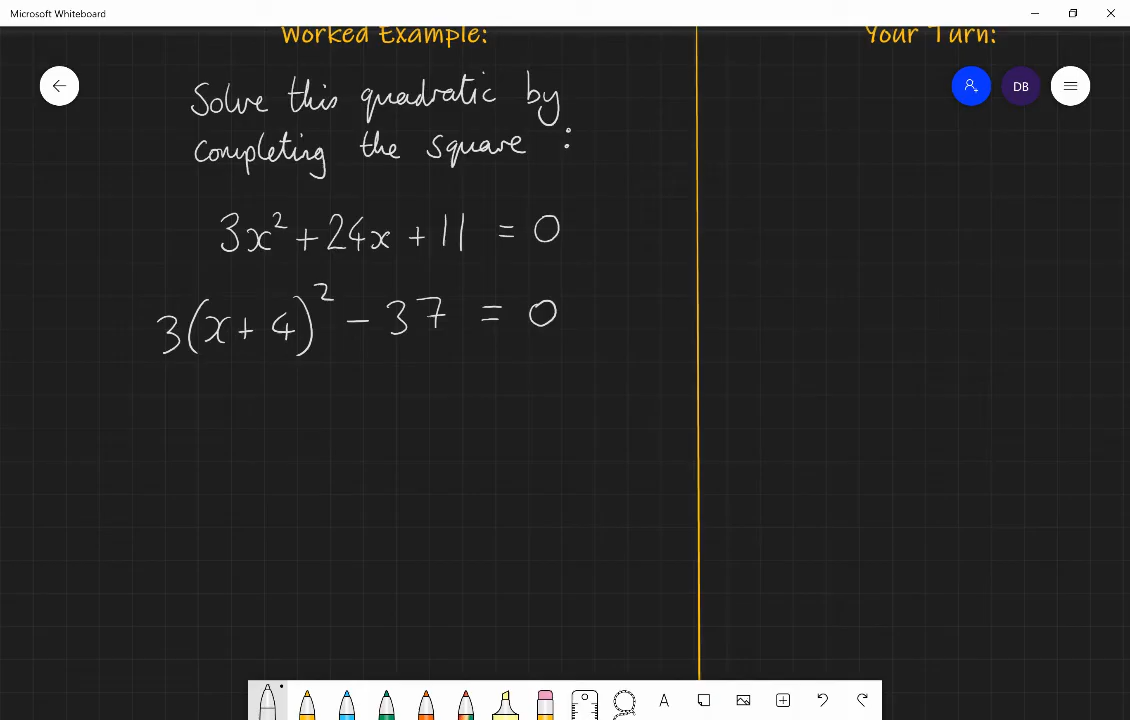 Microsoft Whiteboard
Worked Example:
Your Turn:
Solve this quadratic by
completing the square :
DB
3x² + 24x + 11 = 0
3(x + 4)² - 37 = 0
A